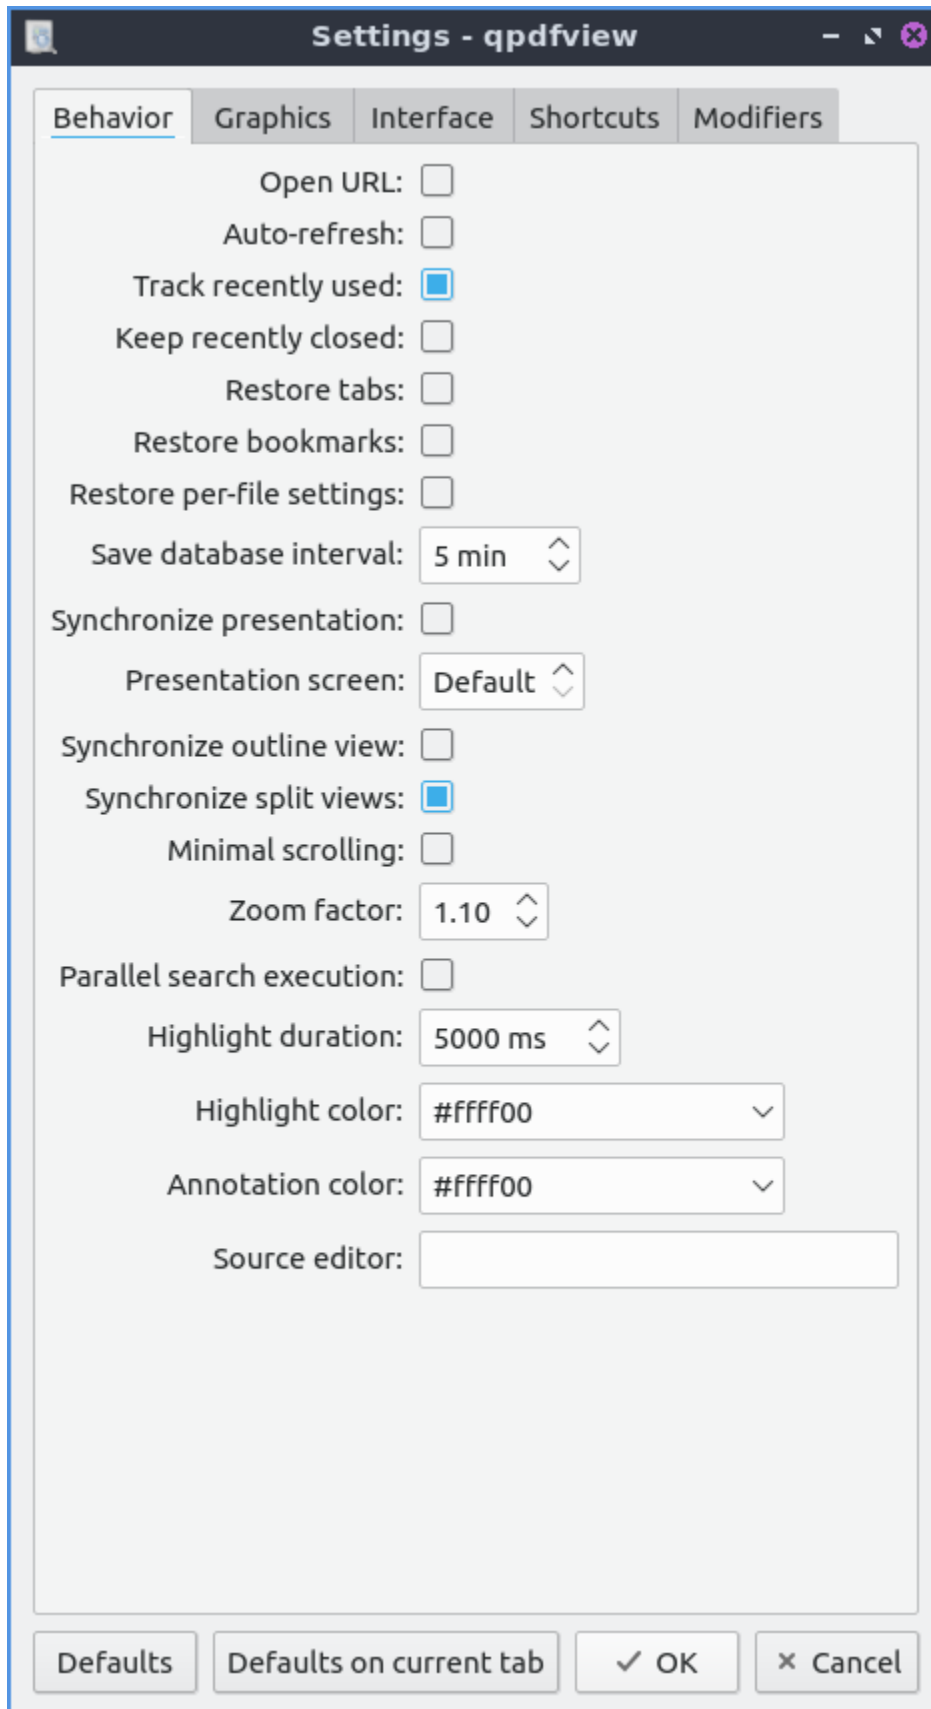 Settings - qpdfview
Behavior Graphics Interface Shortcuts Modifiers
Open URL:
Auto-refresh:
Track recently used:
Keep recently closed:
Restore tabs:
Restore bookmarks:
Restore per-file settings:
Save database interval: 5 min
Synchronize presentation:
Presentation screen: Default
Synchronize outline view:
Synchronize split views:
Minimal scrolling:
Zoom factor: 1.10
Parallel search execution:
Highlight duration: 5000 ms
Highlight color: #ffff00
Annotation color: #ffff00
Source editor:
Defaults Defaults on current tab OK Cancel